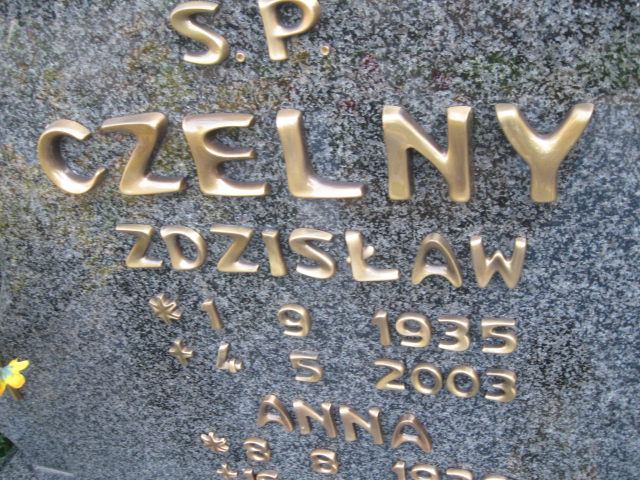 S.P.
CZELNY
ZDZISŁAW
* 1 9 1935
* 4 5 2003
ANNA
* 8 8